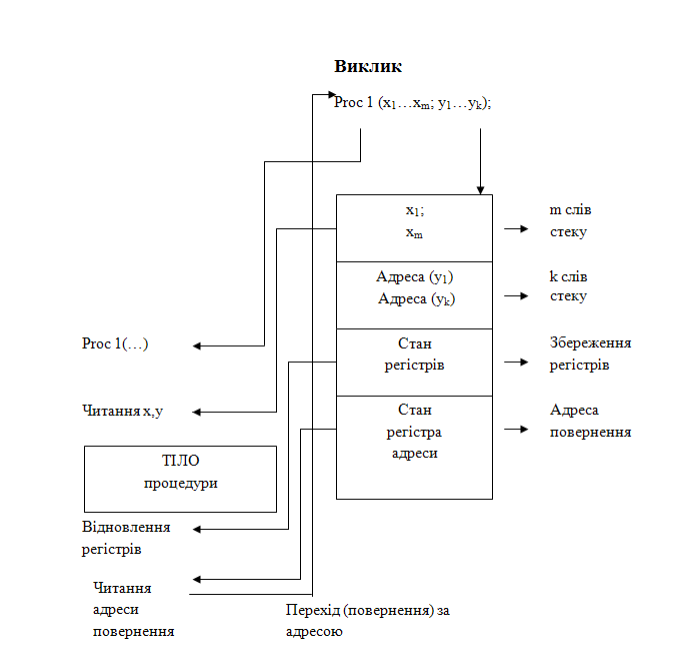 Виклик
Proc 1 (x₁…xₘ; y₁…yₖ);
x₁;
xₘ
m слів
стеку
Адреса (y₁)
Адреса (yₖ)
k слів
стеку
Proc 1(…)
Стан
регістрів
Збереження
регістрів
Читання x,y
Стан
регістра
адреси
Адреса
повернення
ТІЛО
процедури
Відновлення
регістрів
Читання
адреси
повернення
Перехід (повернення) за
адресою